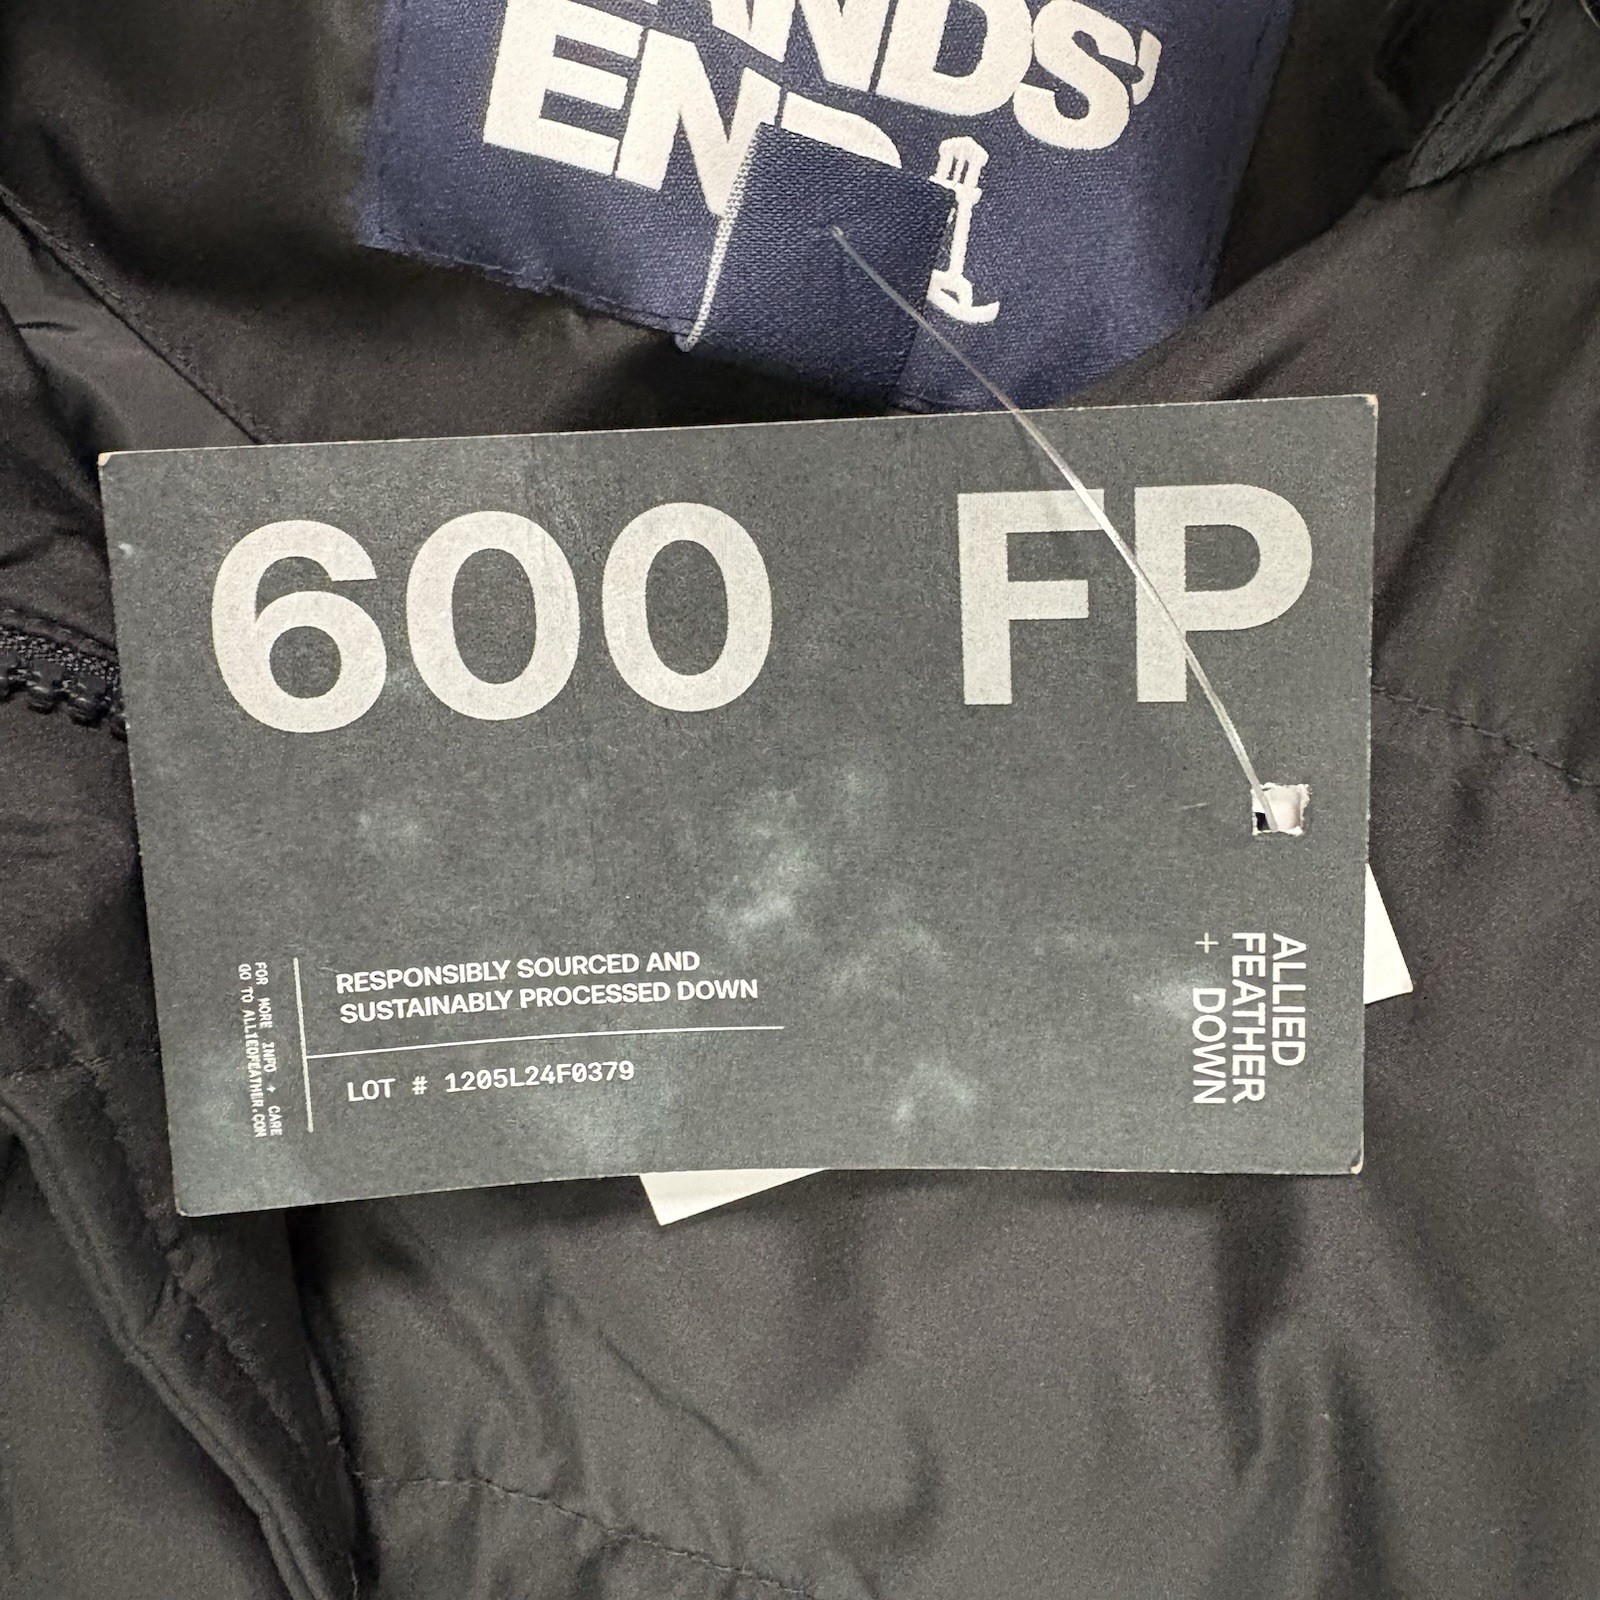 LANDS'
END
600 FP
RESPONSIBLY SOURCED AND
SUSTAINABLY PROCESSED DOWN
LOT # 1205L24F0379
FOR MORE INFO + CARE
GO TO ALLIEDFEATHER.COM
ALLIED
FEATHER
+ DOWN